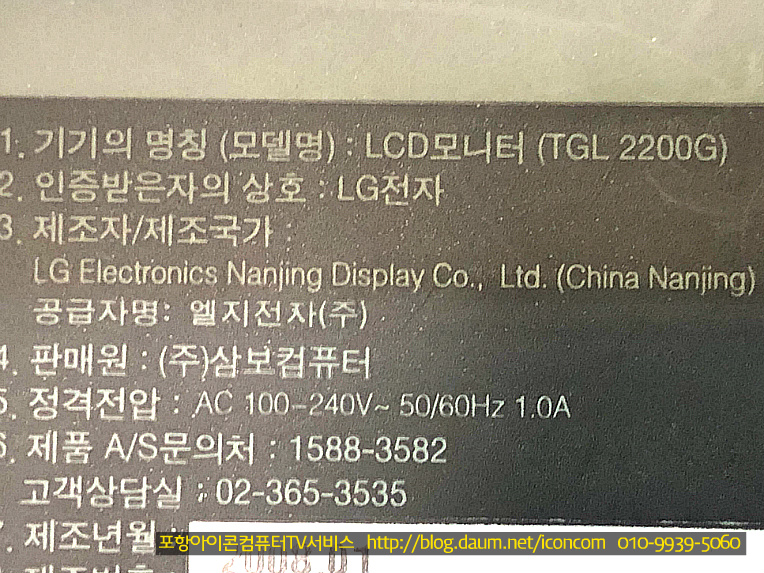 1. 기기의 명칭 (모델명) : LCD모니터 (TGL 2200G)
2. 인증받은자의 상호 : LG전자
3. 제조자/제조국가 :
LG Electronics Nanjing Display Co., Ltd. (China Nanjing)
공급자명: 엘지전자(주)
4. 판매원 : (주)삼보컴퓨터
5. 정격전압 : AC 100-240V~ 50/60Hz 1.0A
6. 제품 A/S문의처 : 1588-3582
고객상담실 : 02-365-3535
7. 제조년월 :
포항아이콘컴퓨터TV서비스 http://blog.daum.net/iconcom 010-9939-5060
2008.07